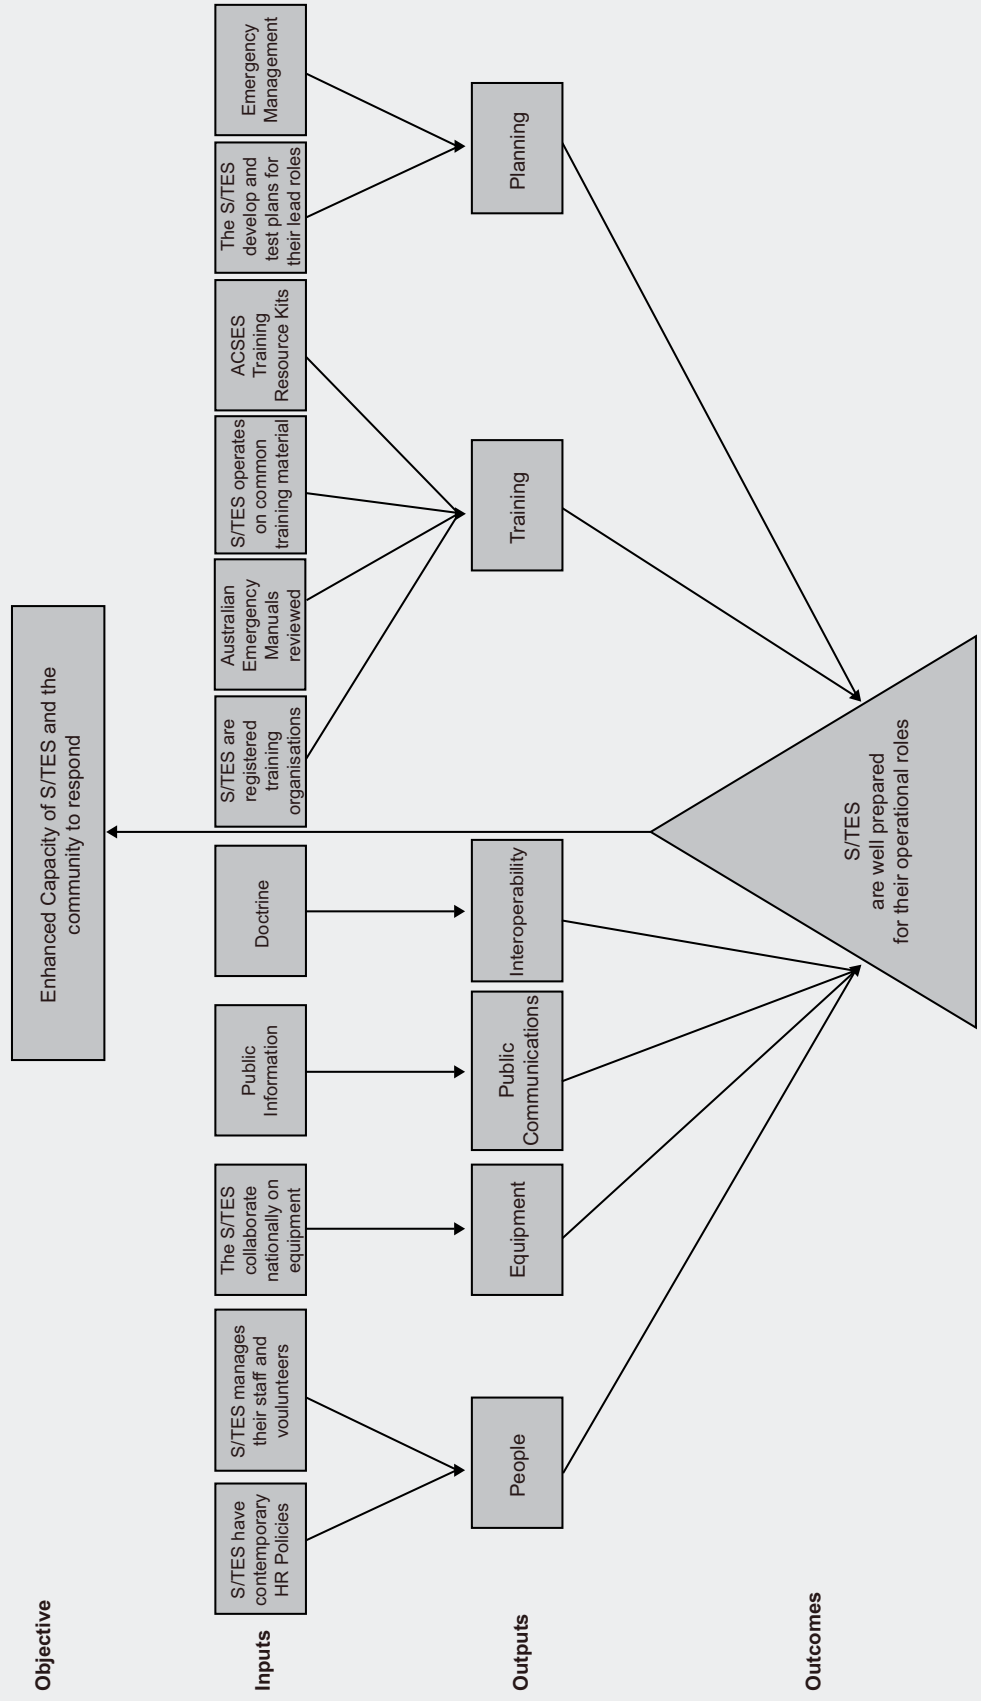 Objective
Enhanced Capacity of S/TES and the
community to respond
Inputs
S/TES have
contemporary
HR Policies
S/TES manages
their staff and
voulunteers
The S/TES
collaborate
nationally on
equipment
Public
Information
Doctrine
S/TES are
registered
training
organisations
Australian
Emergency
Manuals
reviewed
S/TES operates
on common
training material
ACSES
Training
Resource Kits
The S/TES
develop and
test plans for
their lead roles
Emergency
Management
Outputs
People
Equipment
Public
Communications
Interoperability
Training
Planning
Outcomes
S/TES
are well prepared
for their operational roles